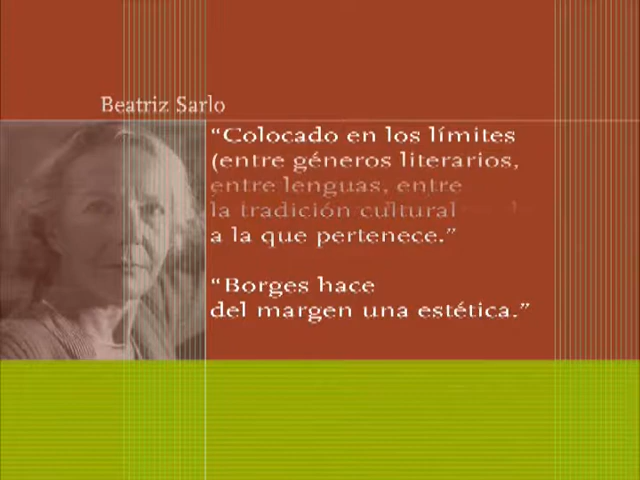 Beatriz Sarlo
“Colocado en los límites
(entre géneros literarios,
entre lenguas, entre
la tradición cultural
a la que pertenece.”
“Borges hace
del margen una estética.”